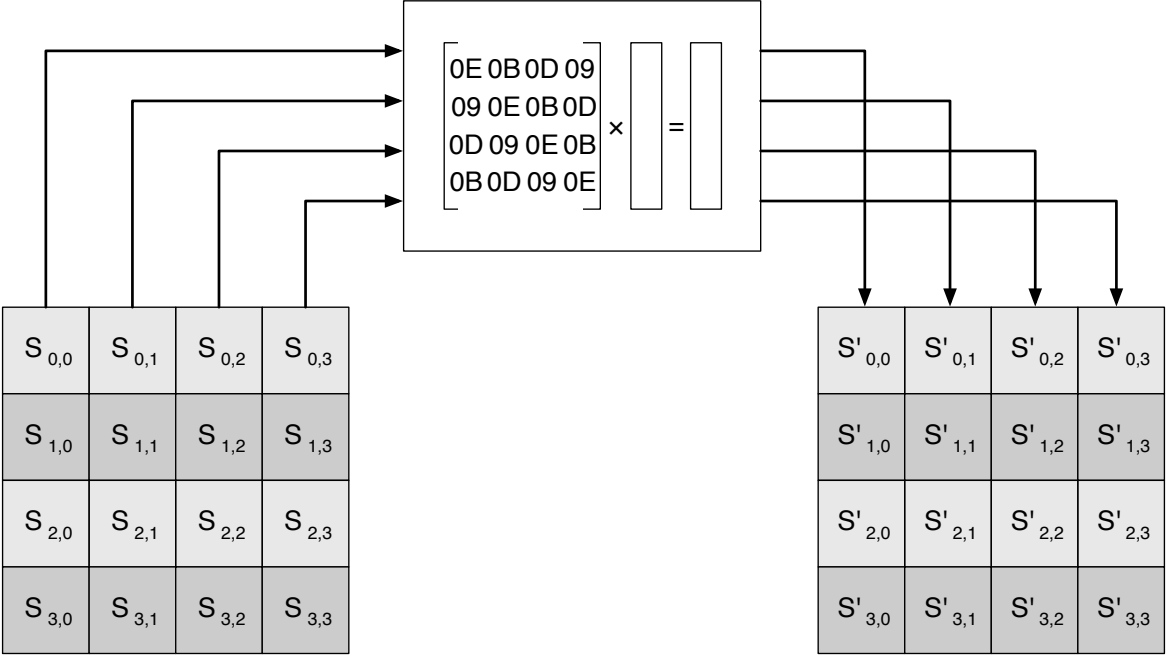 0E 0B 0D 09
09 0E 0B 0D
0D 09 0E 0B
0B 0D 09 0E
× =
S 0,0 S 0,1 S 0,2 S 0,3
S 1,0 S 1,1 S 1,2 S 1,3
S 2,0 S 2,1 S 2,2 S 2,3
S 3,0 S 3,1 S 3,2 S 3,3
S' 0,0 S' 0,1 S' 0,2 S' 0,3
S' 1,0 S' 1,1 S' 1,2 S' 1,3
S' 2,0 S' 2,1 S' 2,2 S' 2,3
S' 3,0 S' 3,1 S' 3,2 S' 3,3